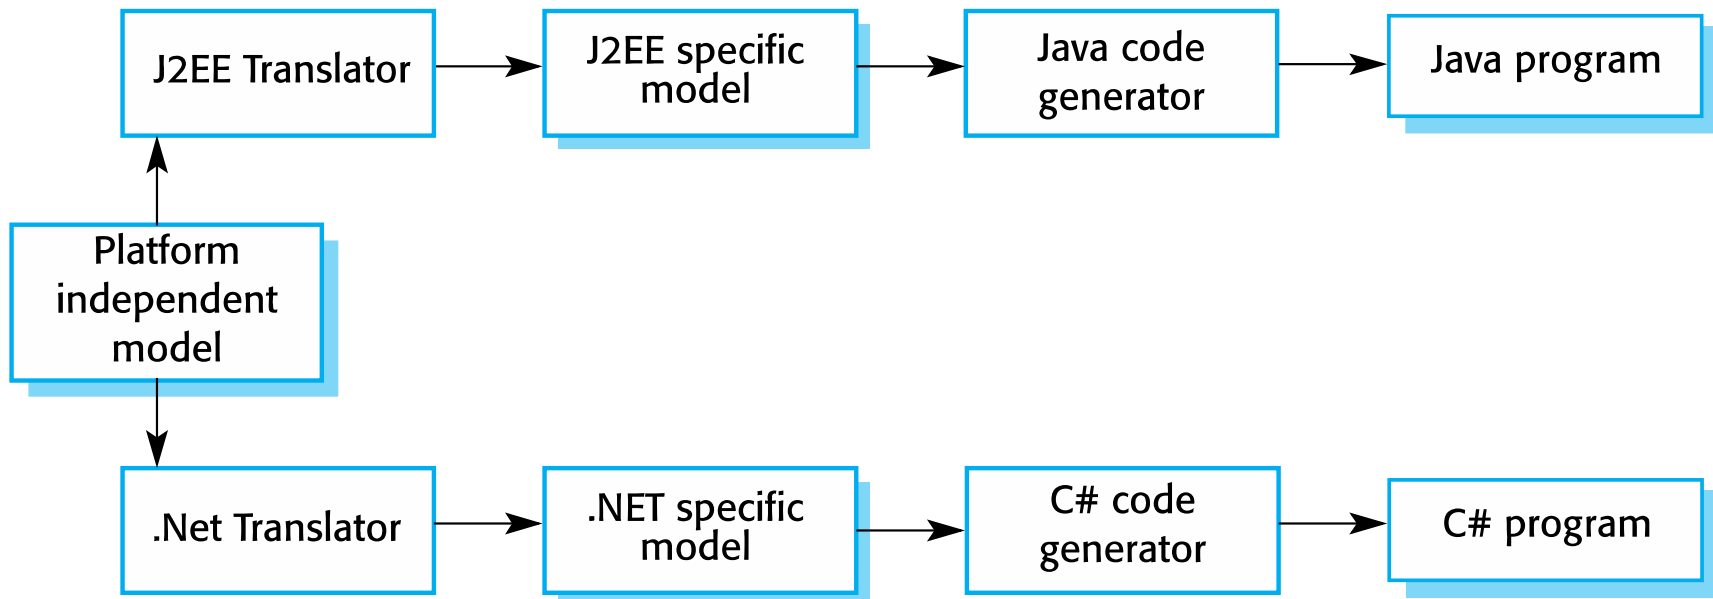 J2EE Translator
J2EE specific
model
Java code
generator
Java program
Platform
independent
model
.Net Translator
.NET specific
model
C# code
generator
C# program